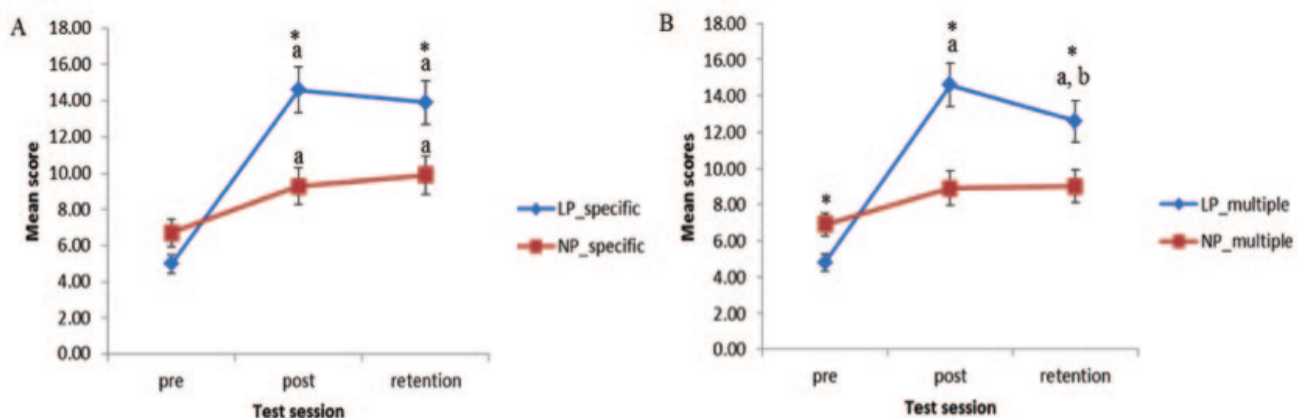 A
18.00
16.00
14.00
12.00
10.00
8.00
6.00
4.00
2.00
0.00
Mean score
* *
a a
a a
pre post retention
Test session
LP_specific
NP_specific
B
18.00
16.00
14.00
12.00
10.00
8.00
6.00
4.00
2.00
0.00
Mean scores
* *
a a, b
*
pre post retention
Test session
LP_multiple
NP_multiple